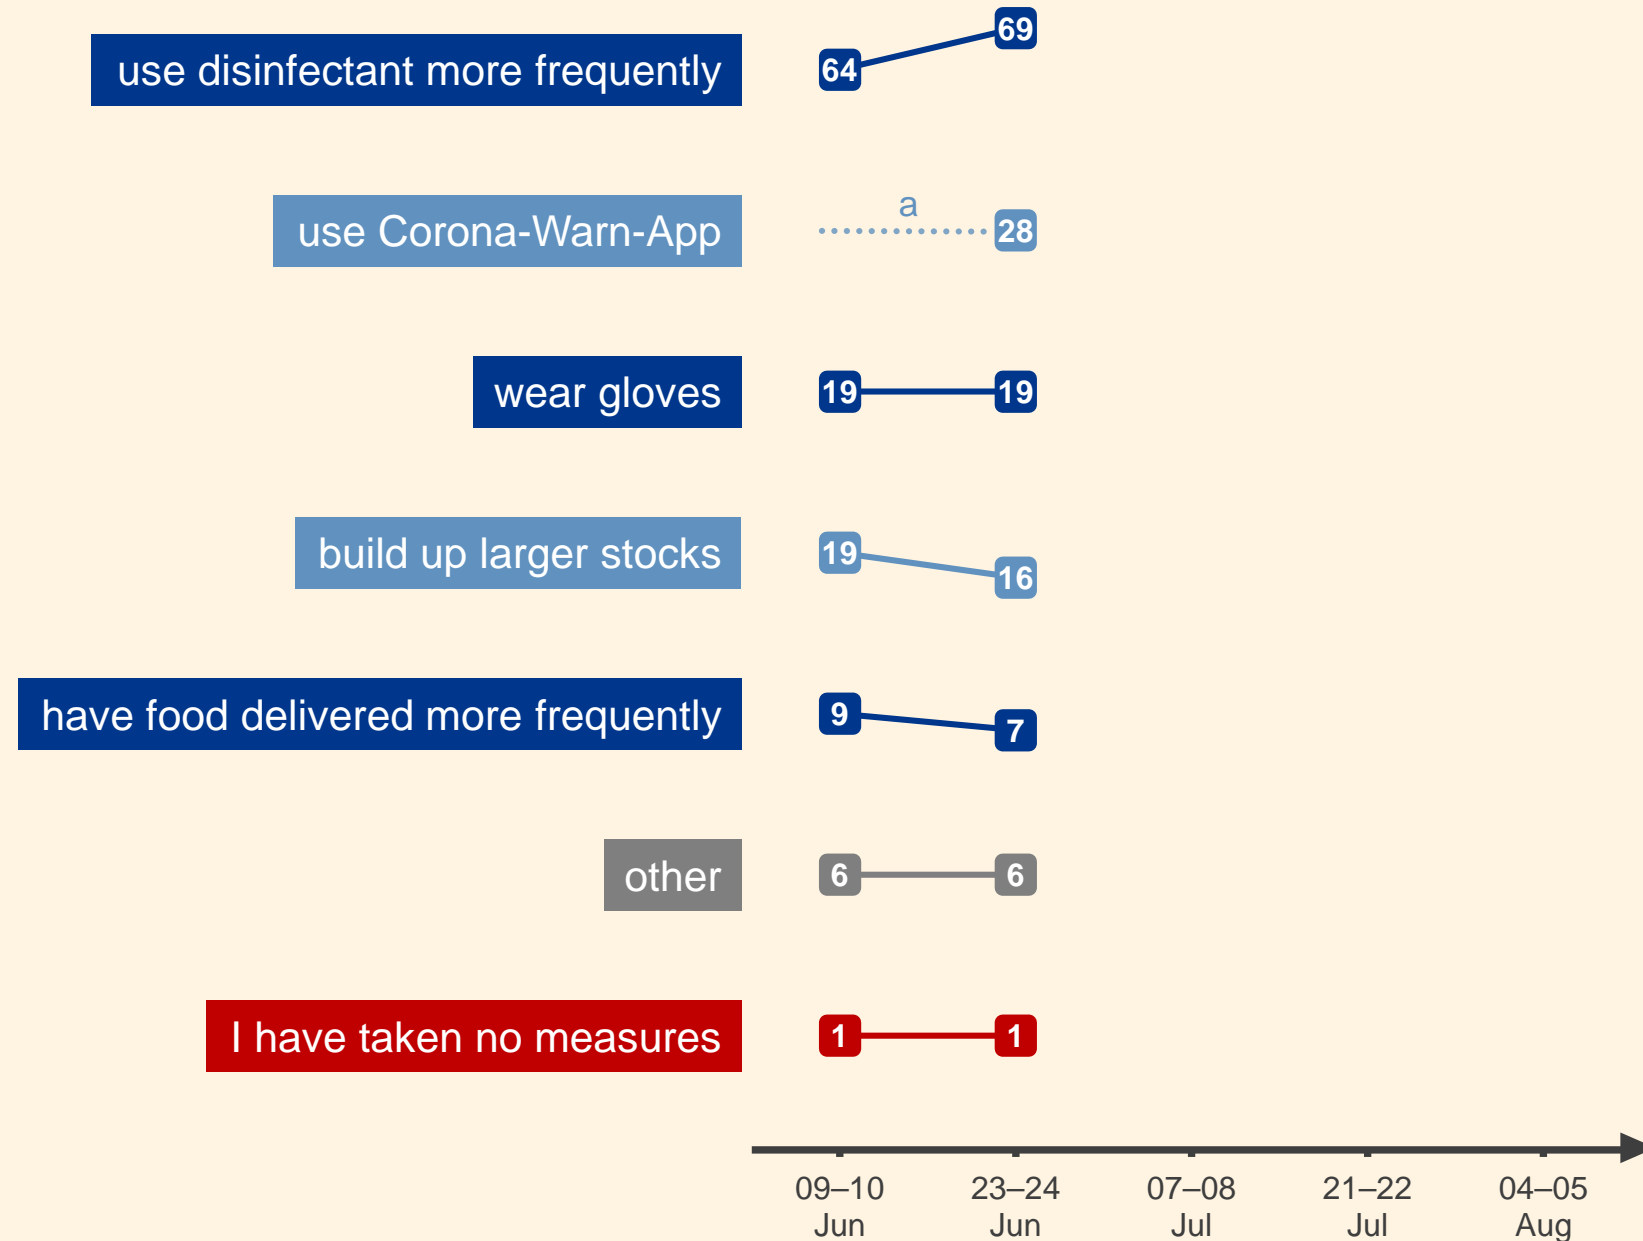 use disinfectant more frequently
64
69
use Corona-Warn-App
a
28
wear gloves
19
19
build up larger stocks
19
16
have food delivered more frequently
9
7
other
6
6
I have taken no measures
1
1
09–10
Jun
23–24
Jun
07–08
Jul
21–22
Jul
04–05
Aug